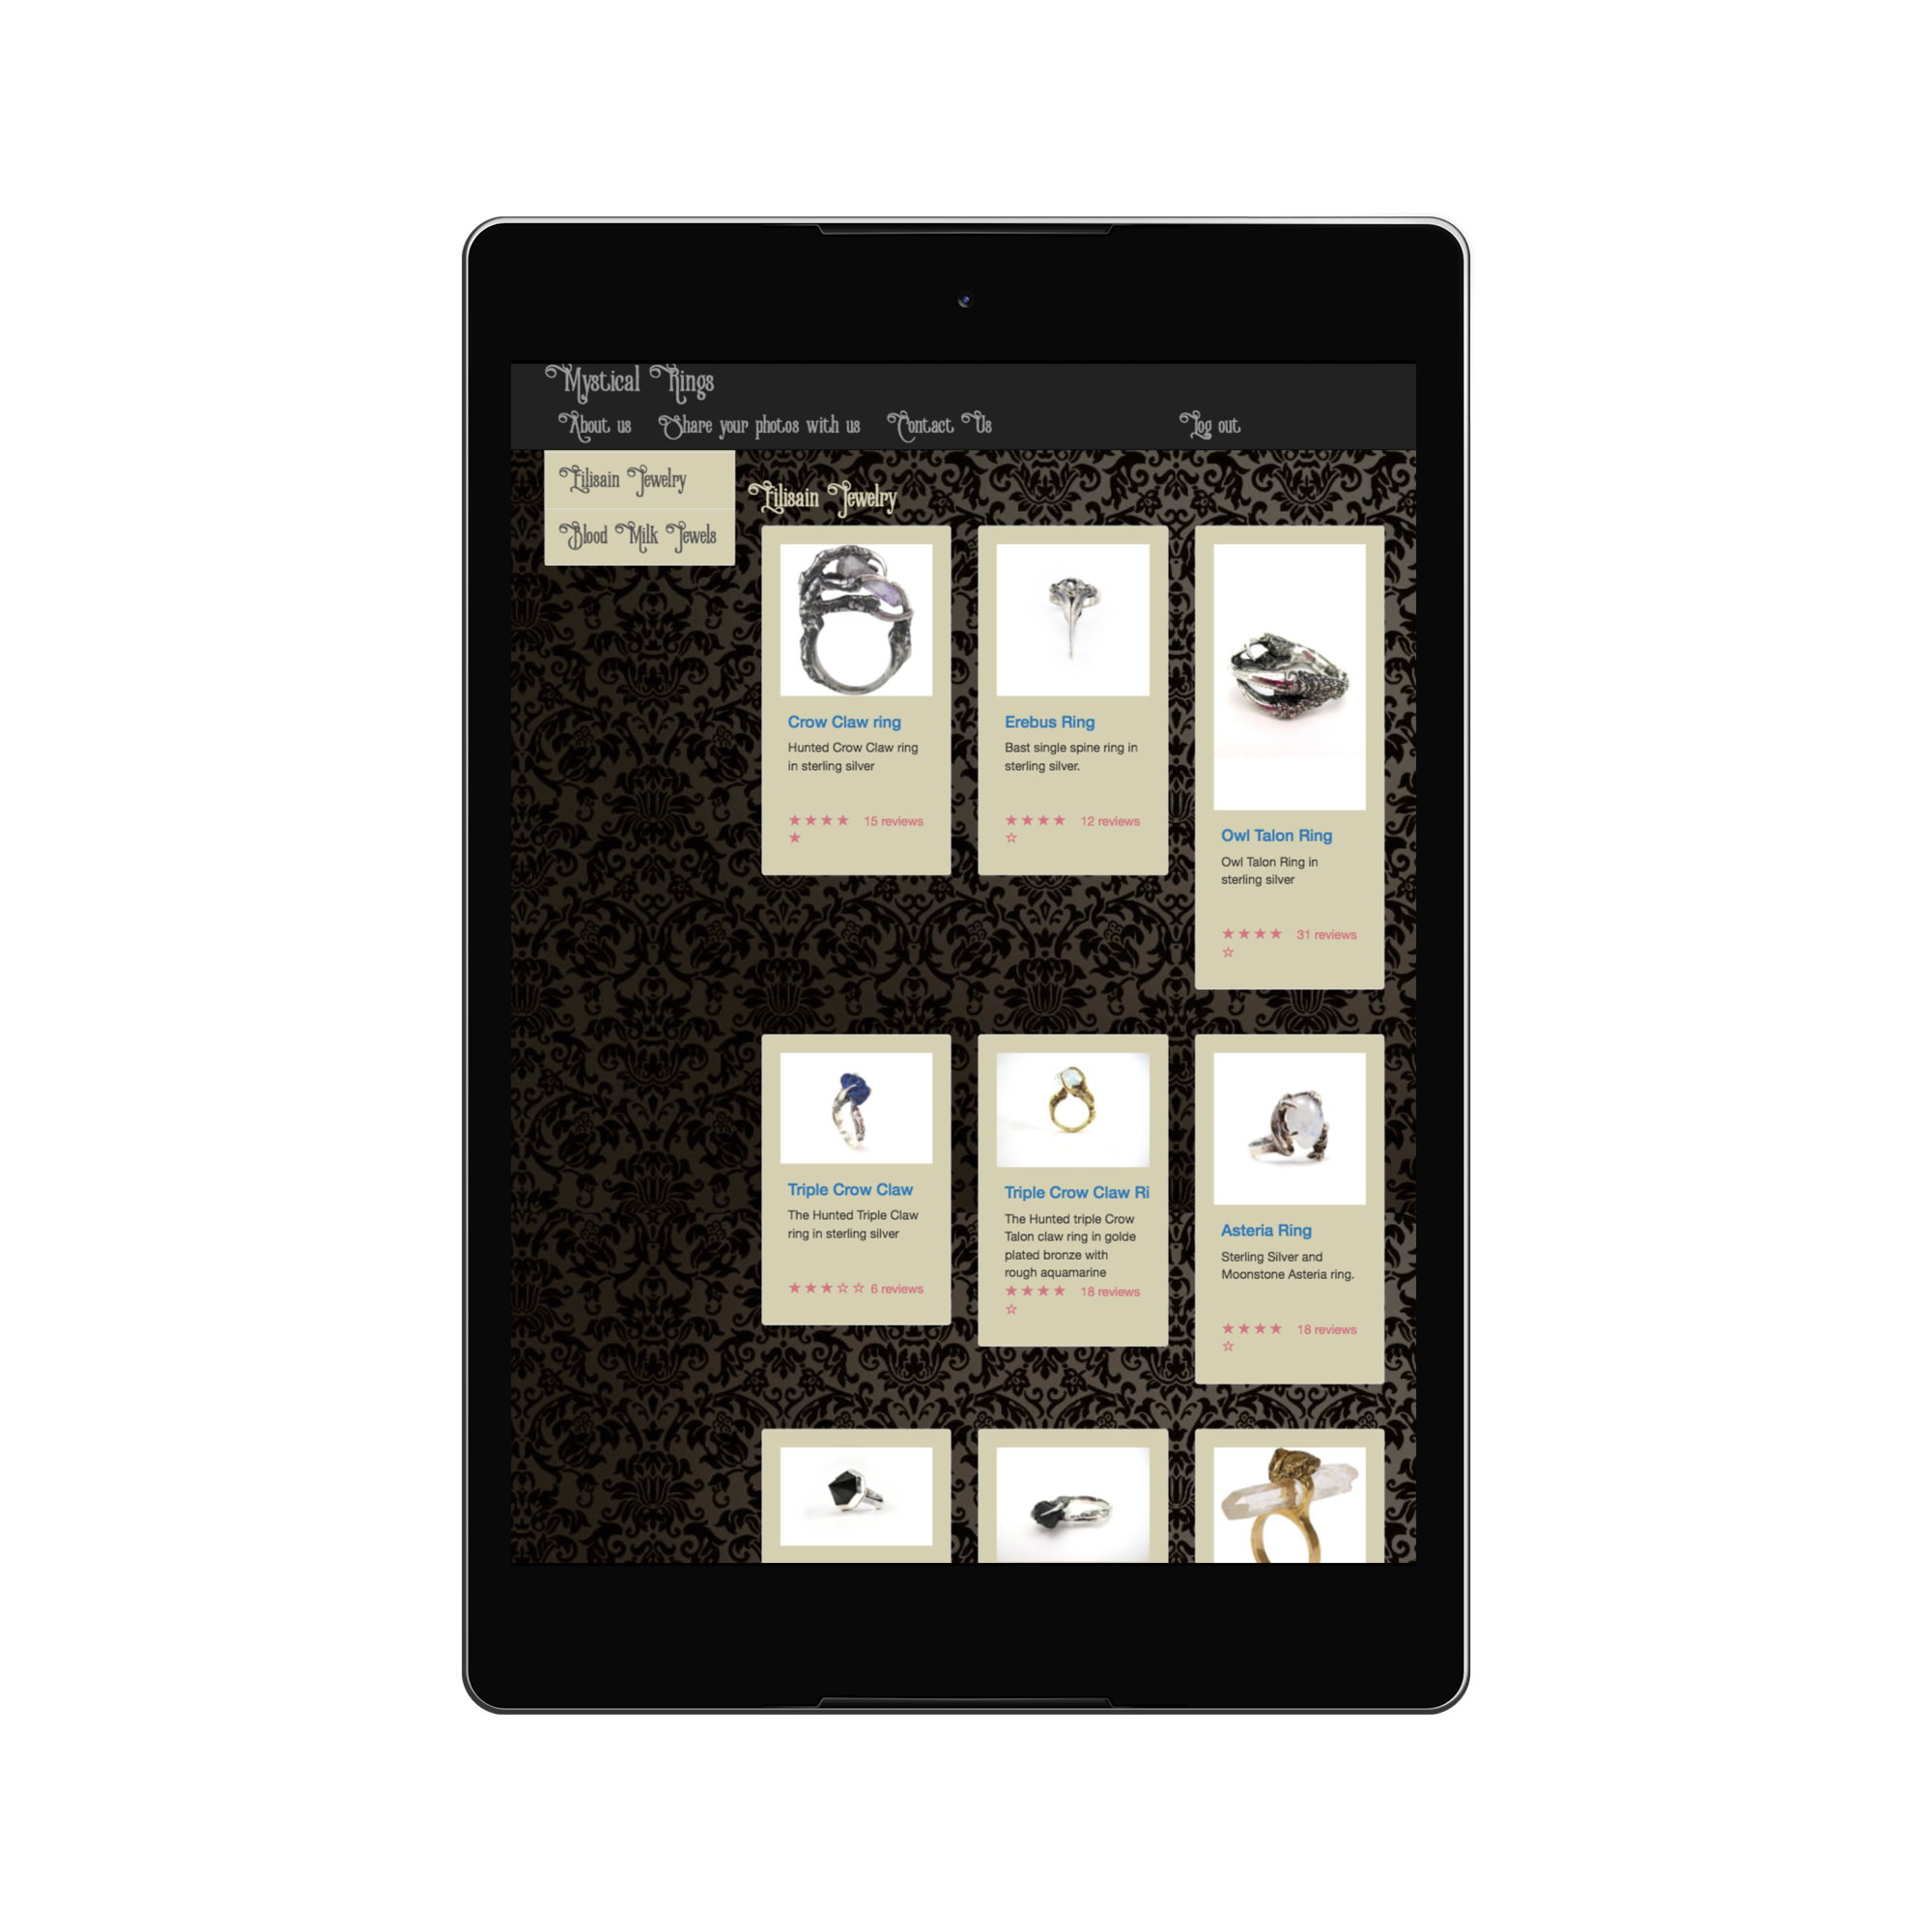 Mystical Rings
About us Share your photos with us Contact Us Log out
Eilisain Jewelry
Blood Milk Jewels
Eilisain Jewelry
Crow Claw ring
Hunted Crow Claw ring
in sterling silver
★ ★ ★ ★ 15 reviews
★
Erebus Ring
Bast single spine ring in
sterling silver.
★ ★ ★ ★ 12 reviews
☆
Owl Talon Ring
Owl Talon Ring in
sterling silver
★ ★ ★ ★ 31 reviews
☆
Triple Crow Claw
The Hunted Triple Claw
ring in sterling silver
★ ★ ★ ☆ ☆ 6 reviews
Triple Crow Claw Ri
The Hunted triple Crow
Talon claw ring in golde
plated bronze with
rough aquamarine
★ ★ ★ ★ 18 reviews
☆
Asteria Ring
Sterling Silver and
Moonstone Asteria ring.
★ ★ ★ ★ 18 reviews
☆